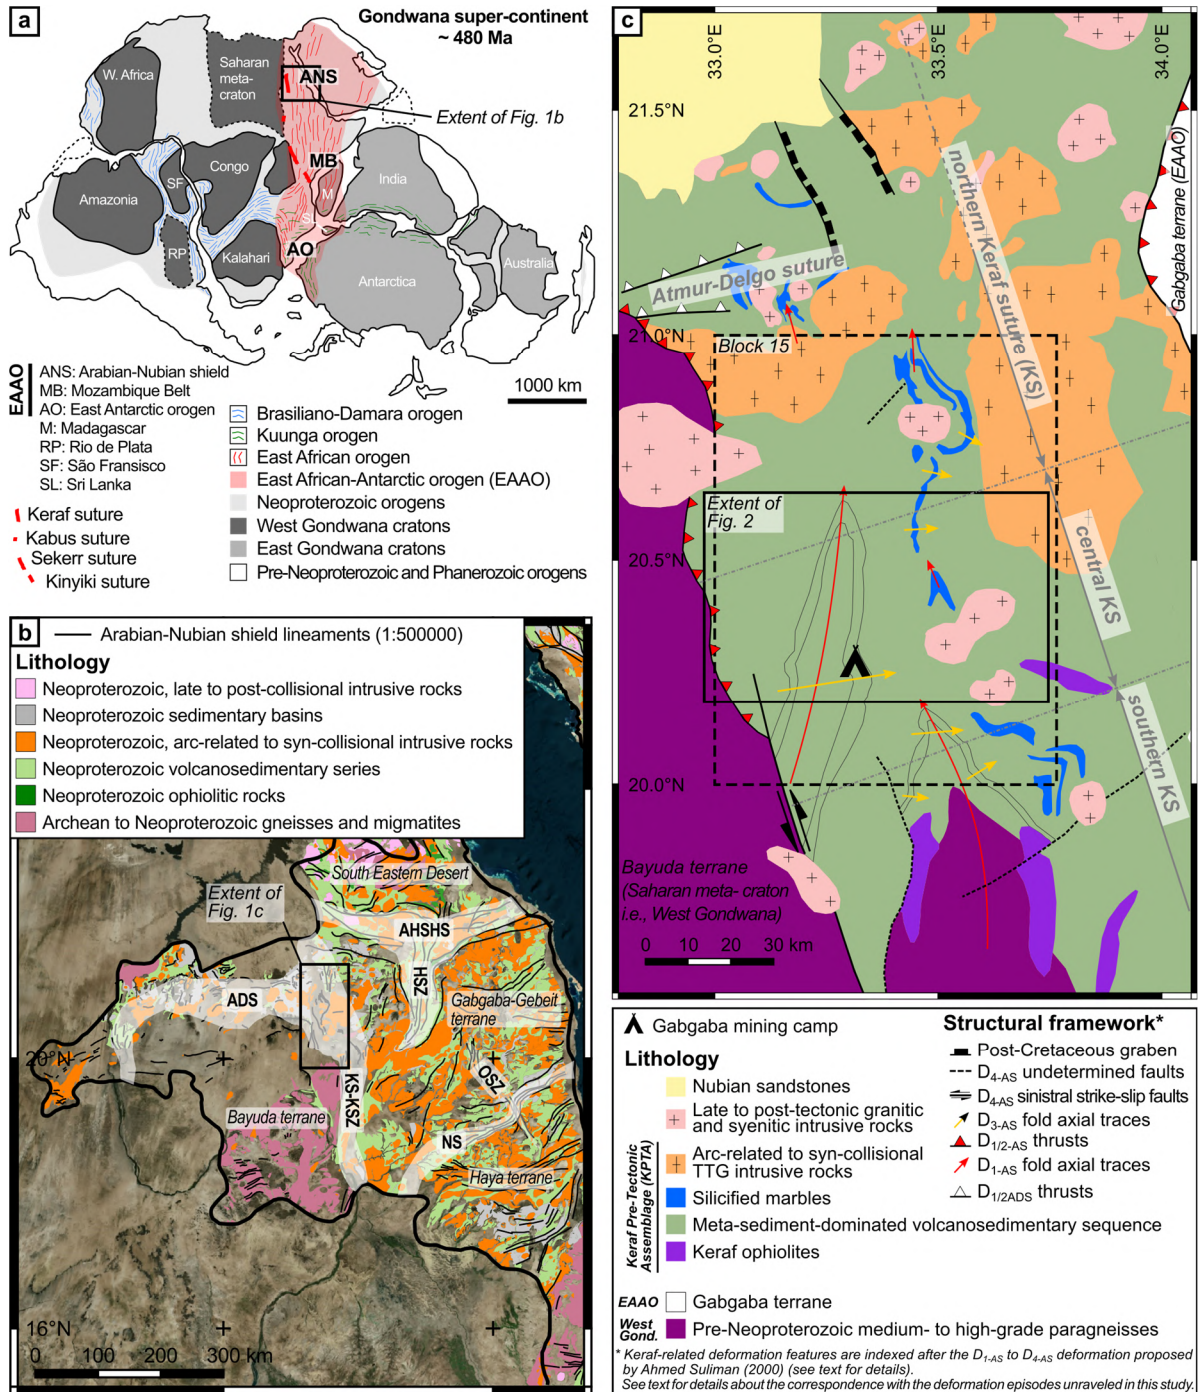 a
Gondwana super-continent
~ 480 Ma
W. Africa
Saharan
meta-
craton
ANS
Extent of Fig. 1b
MB
Congo
SF
India
Amazonia
M
SL
RP
AO
Kalahari
Antarctica
Australia
EAAO
ANS: Arabian-Nubian shield
MB: Mozambique Belt
AO: East Antarctic orogen
M: Madagascar
RP: Rio de Plata
SF: São Fransisco
SL: Sri Lanka
Keraf suture
Kabus suture
Sekerr suture
Kinyiki suture
1000 km
Brasiliano-Damara orogen
Kuunga orogen
East African orogen
East African-Antarctic orogen (EAAO)
Neoproterozoic orogens
West Gondwana cratons
East Gondwana cratons
Pre-Neoproterozoic and Phanerozoic orogens
b
Arabian-Nubian shield lineaments (1:500000)
Lithology
Neoproterozoic, late to post-collisional intrusive rocks
Neoproterozoic sedimentary basins
Neoproterozoic, arc-related to syn-collisional intrusive rocks
Neoproterozoic volcanosedimentary series
Neoproterozoic ophiolitic rocks
Archean to Neoproterozoic gneisses and migmatites
South Eastern Desert
Extent of
Fig. 1c
AHSHS
HSZ
ADS
Gabgaba-Gebeit
terrane
20°N
OSZ
KS-KSZ
Bayuda terrane
NS
Haya terrane
16°N
0 100 200 300 km
c
33.0°E
33.5°E
34.0°E
21.5°N
Gabgaba terrane (EAAO)
northern Keraf suture (KS)
Atmur-Delgo suture
21.0°N
Block 15
Extent of
Fig. 2
20.5°N
central KS
southern KS
20.0°N
Bayuda terrane
(Saharan meta- craton
i.e., West Gondwana)
0 10 20 30 km
Gabgaba mining camp
Lithology
Nubian sandstones
Late to post-tectonic granitic
and syenitic intrusive rocks
Keraf Pre-Tectonic
Assemblage (KPTA)
Arc-related to syn-collisional
TTG intrusive rocks
Silicified marbles
Meta-sediment-dominated volcanosedimentary sequence
Keraf ophiolites
EAAO Gabgaba terrane
West
Gond. Pre-Neoproterozoic medium- to high-grade paragneisses
Structural framework*
Post-Cretaceous graben
D4-AS undetermined faults
D4-AS sinistral strike-slip faults
D3-AS fold axial traces
D1/2-AS thrusts
D1-AS fold axial traces
D1/2ADS thrusts
* Keraf-related deformation features are indexed after the D1-AS to D4-AS deformation proposed
by Ahmed Suliman (2000) (see text for details).
See text for details about the correspondence with the deformation episodes unraveled in this study.